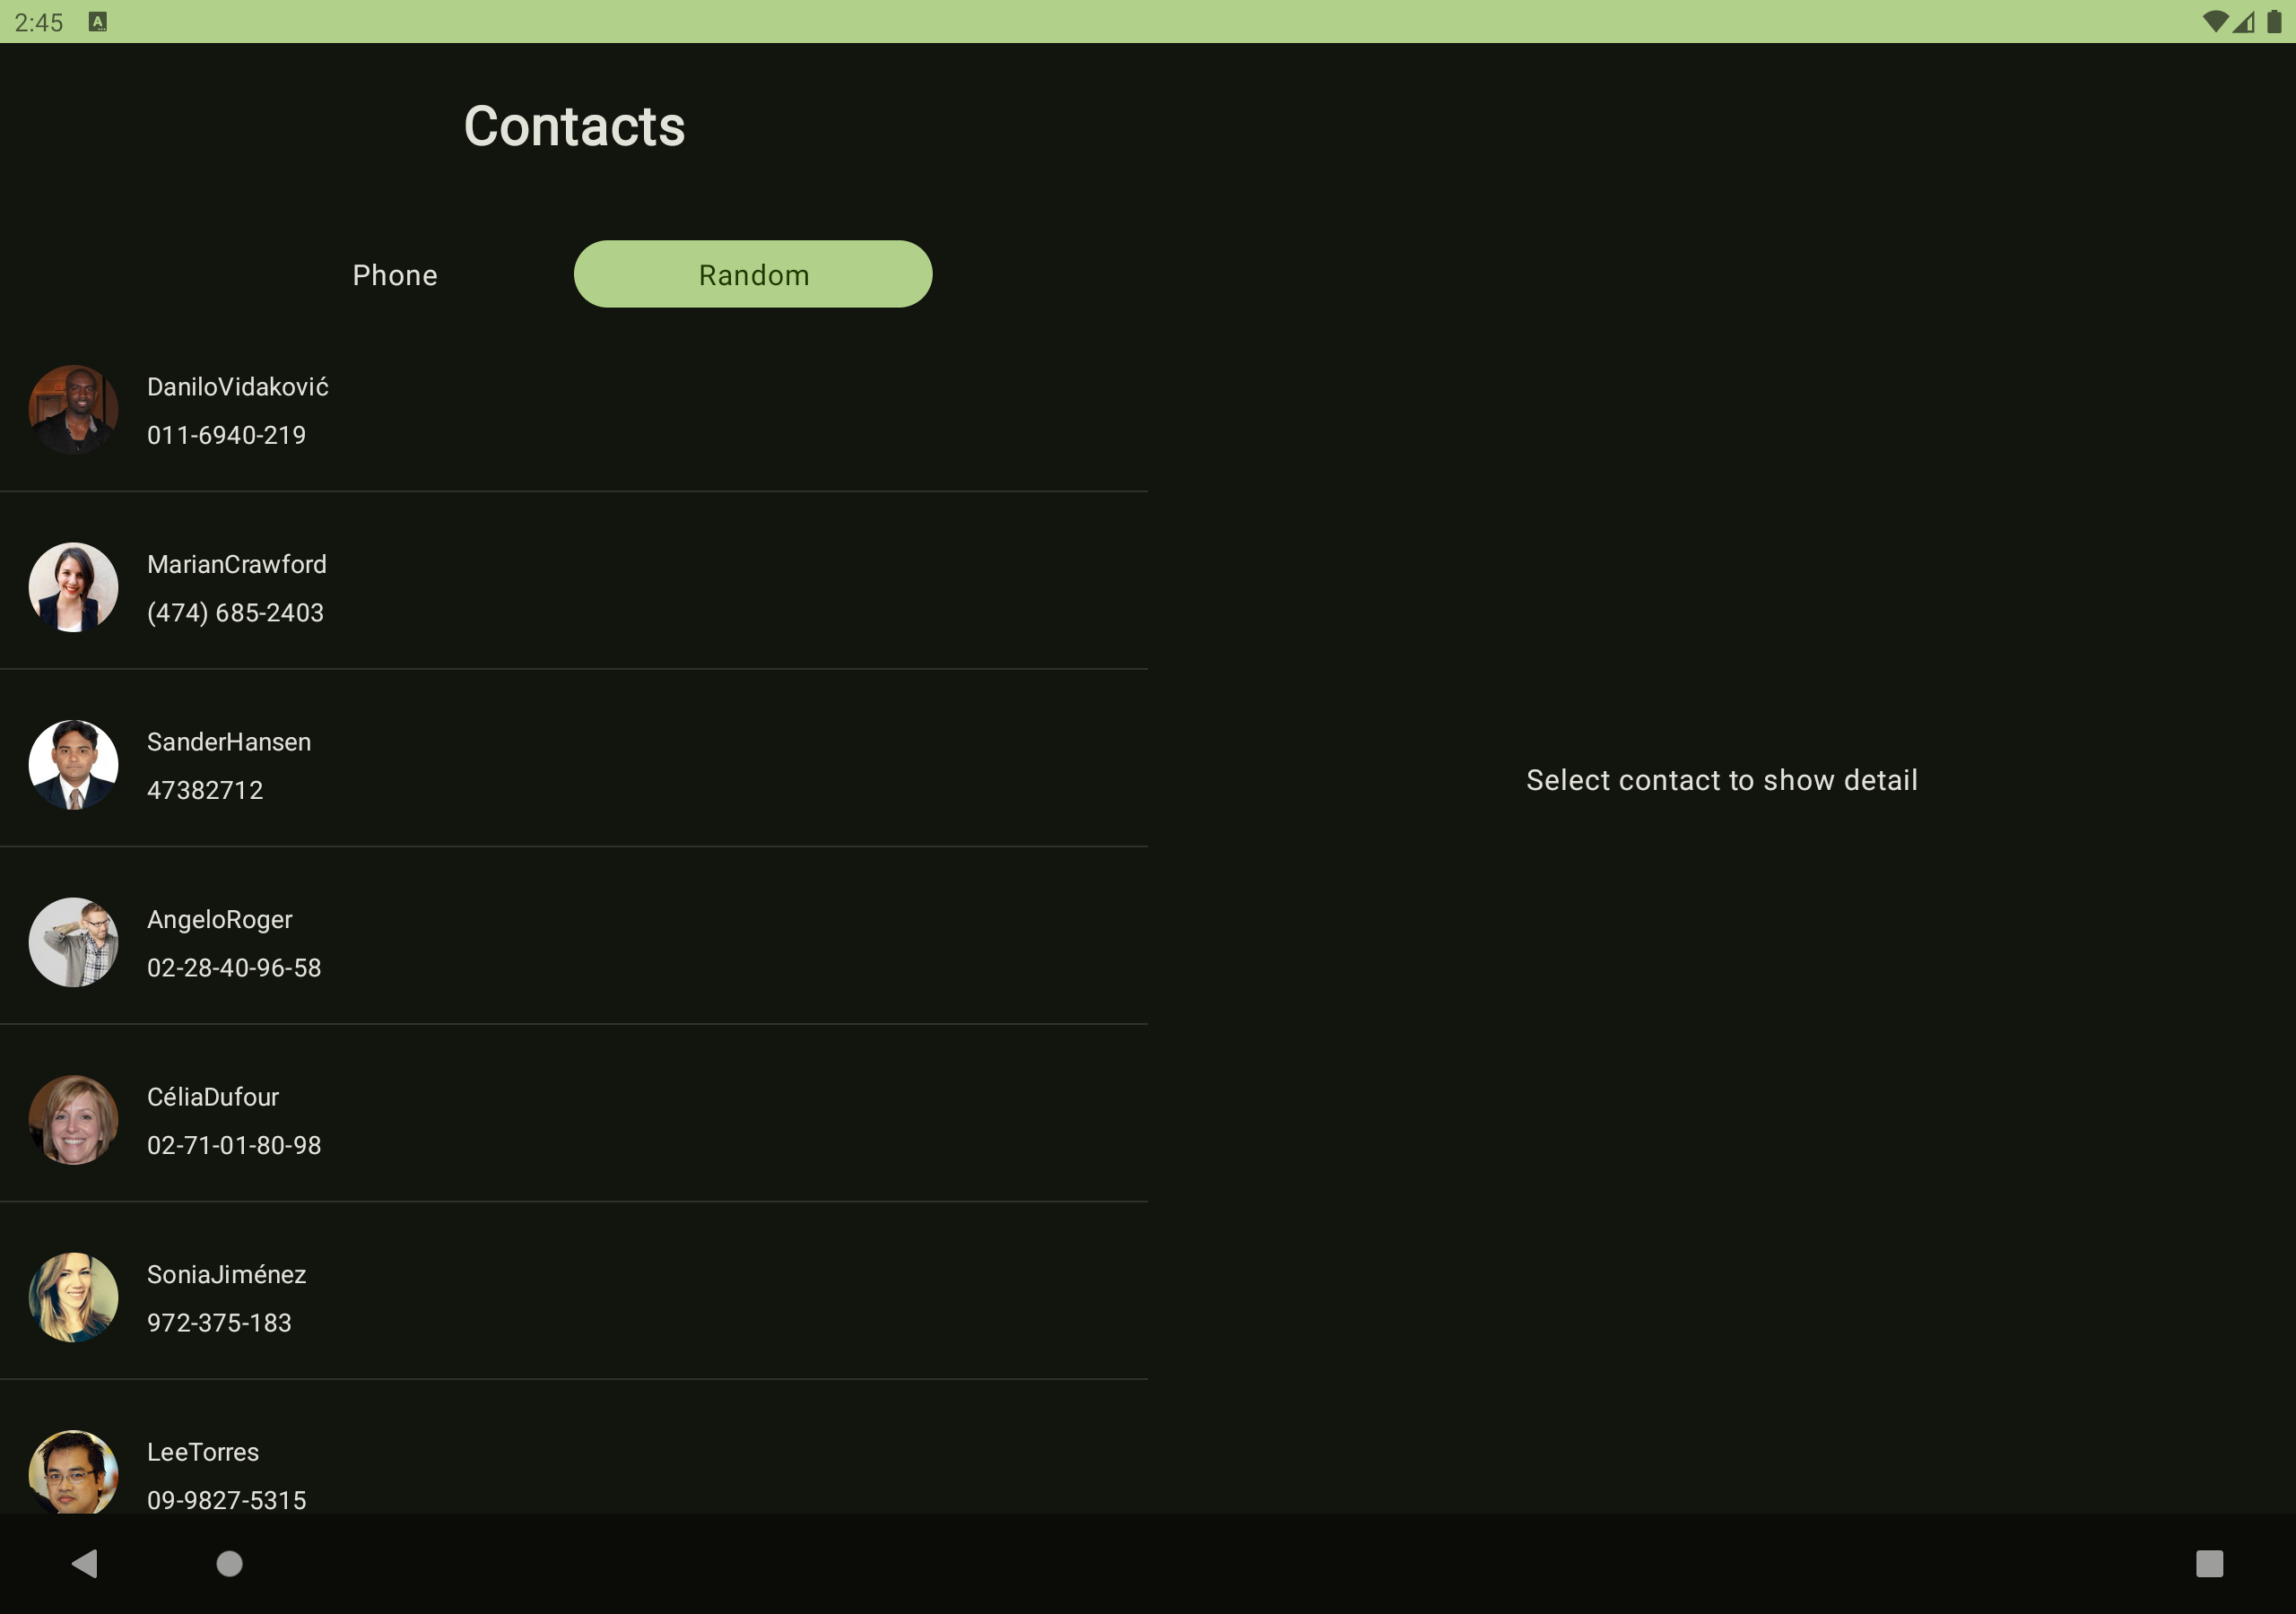 2:45
Contacts
Phone
Random
DaniloVidaković
011-6940-219
MarianCrawford
(474) 685-2403
SanderHansen
47382712
AngeloRoger
02-28-40-96-58
CéliaDufour
02-71-01-80-98
SoniaJiménez
972-375-183
LeeTorres
09-9827-5315
Select contact to show detail